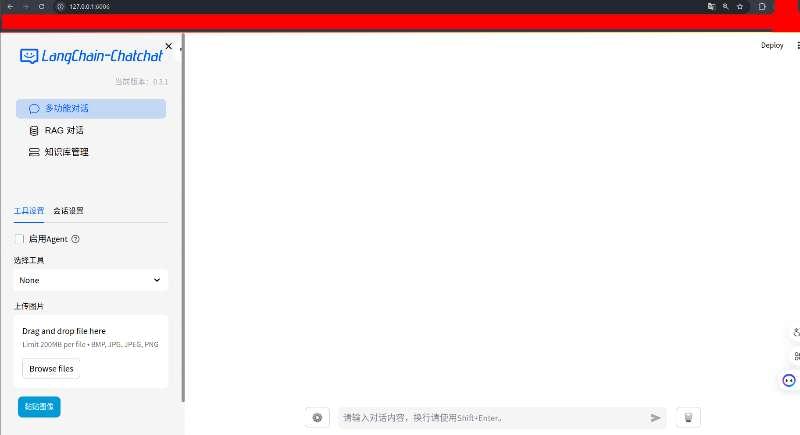 127.0.0.1:6006
Deploy
LangChain-Chatchat
当前版本：0.3.1
多功能对话
RAG 对话
知识库管理
工具设置 会话设置
启用Agent
选择工具
None
上传图片
Drag and drop file here
Limit 200MB per file • BMP, JPG, JPEG, PNG
Browse files
粘贴图像
请输入对话内容，换行请使用Shift+Enter。